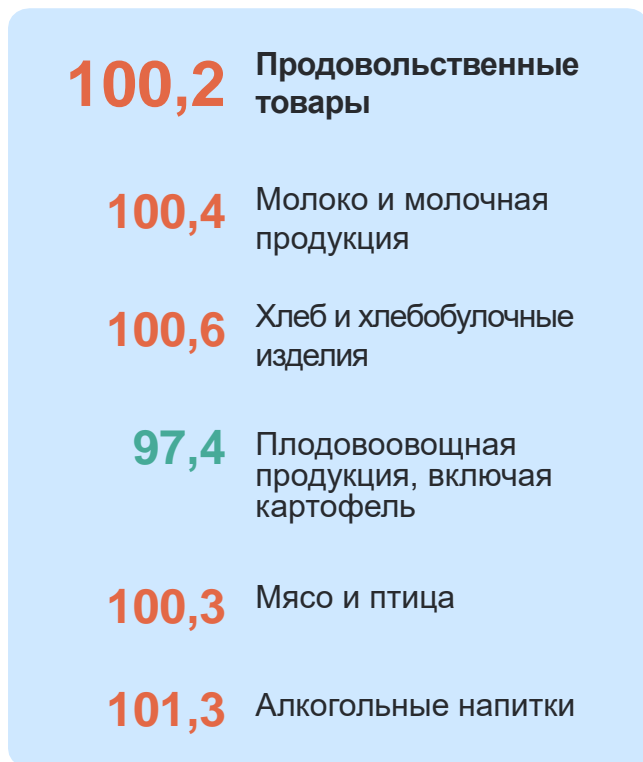 100,2 Продовольственные
товары
100,4 Молоко и молочная
продукция
100,6 Хлеб и хлебобулочные
изделия
97,4 Плодовоовощная
продукция, включая
картофель
100,3 Мясо и птица
101,3 Алкогольные напитки